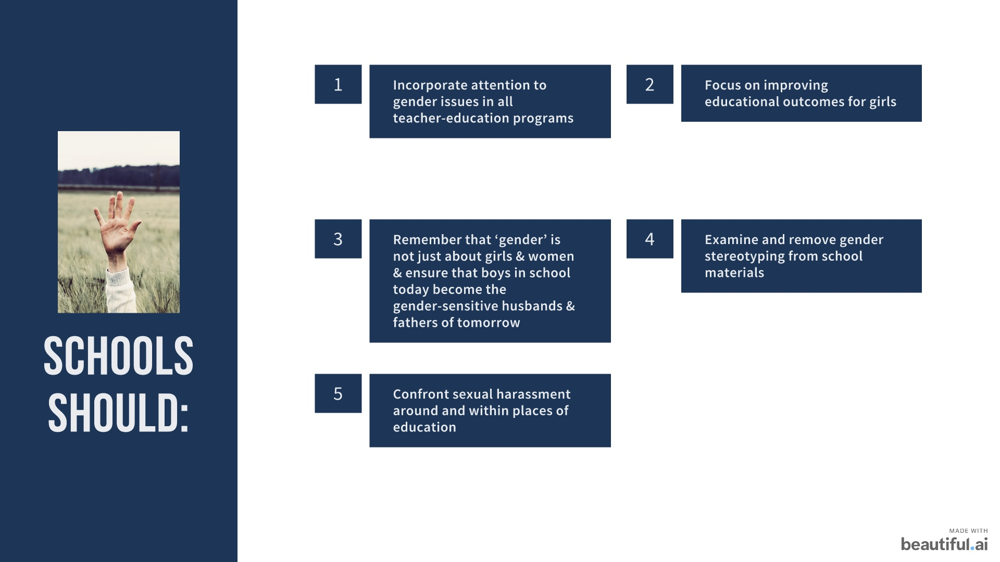 SCHOOLS
SHOULD:
1
Incorporate attention to
gender issues in all
teacher-education programs
2
Focus on improving
educational outcomes for girls
3
Remember that ‘gender’ is
not just about girls & women
& ensure that boys in school
today become the
gender-sensitive husbands &
fathers of tomorrow
4
Examine and remove gender
stereotyping from school
materials
5
Confront sexual harassment
around and within places of
education
MADE WITH
beautiful.ai